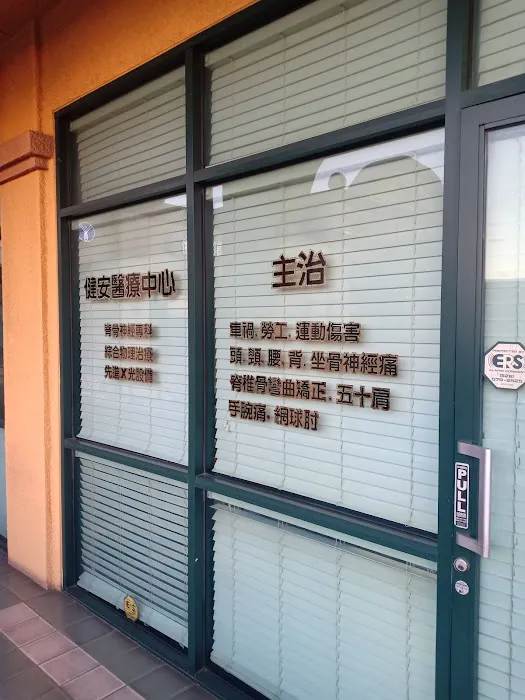 健安醫療中心
脊骨神經專科
綜合物理治療
先進X光設備
主治
車禍. 勞工. 運動傷害
頭. 頸. 腰. 背. 坐骨神經痛
脊椎骨彎曲矯正. 五十肩
手腕痛. 網球肘
EPS
PULL